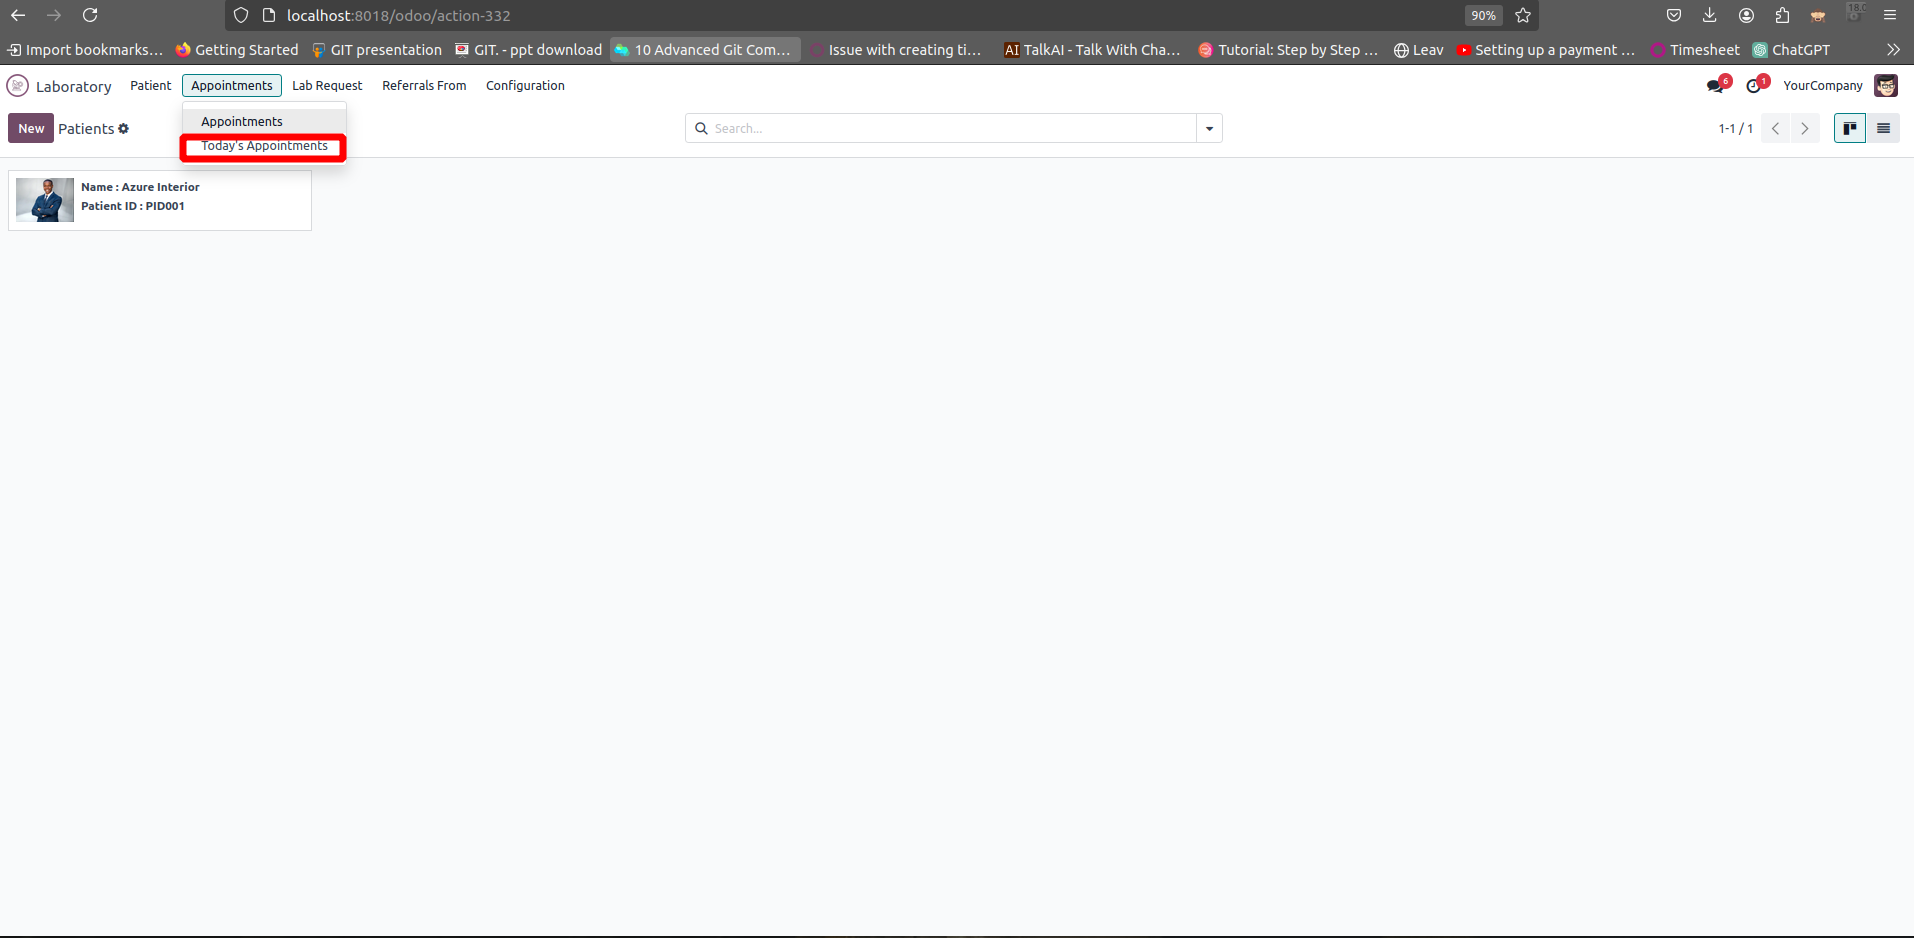 localhost:8018/odoo/action-332
90%
18.0
Import bookmarks... Getting Started GIT presentation GIT. - ppt download 10 Advanced Git Com... Issue with creating ti... AI TalkAI - Talk With Cha... Tutorial: Step by Step ... Leav Setting up a payment ... Timesheet ChatGPT
Laboratory Patient Appointments Lab Request Referrals From Configuration 6 1 YourCompany
Appointments
New Patients Search... 1-1 / 1
Today's Appointments
Name : Azure Interior
Patient ID : PID001